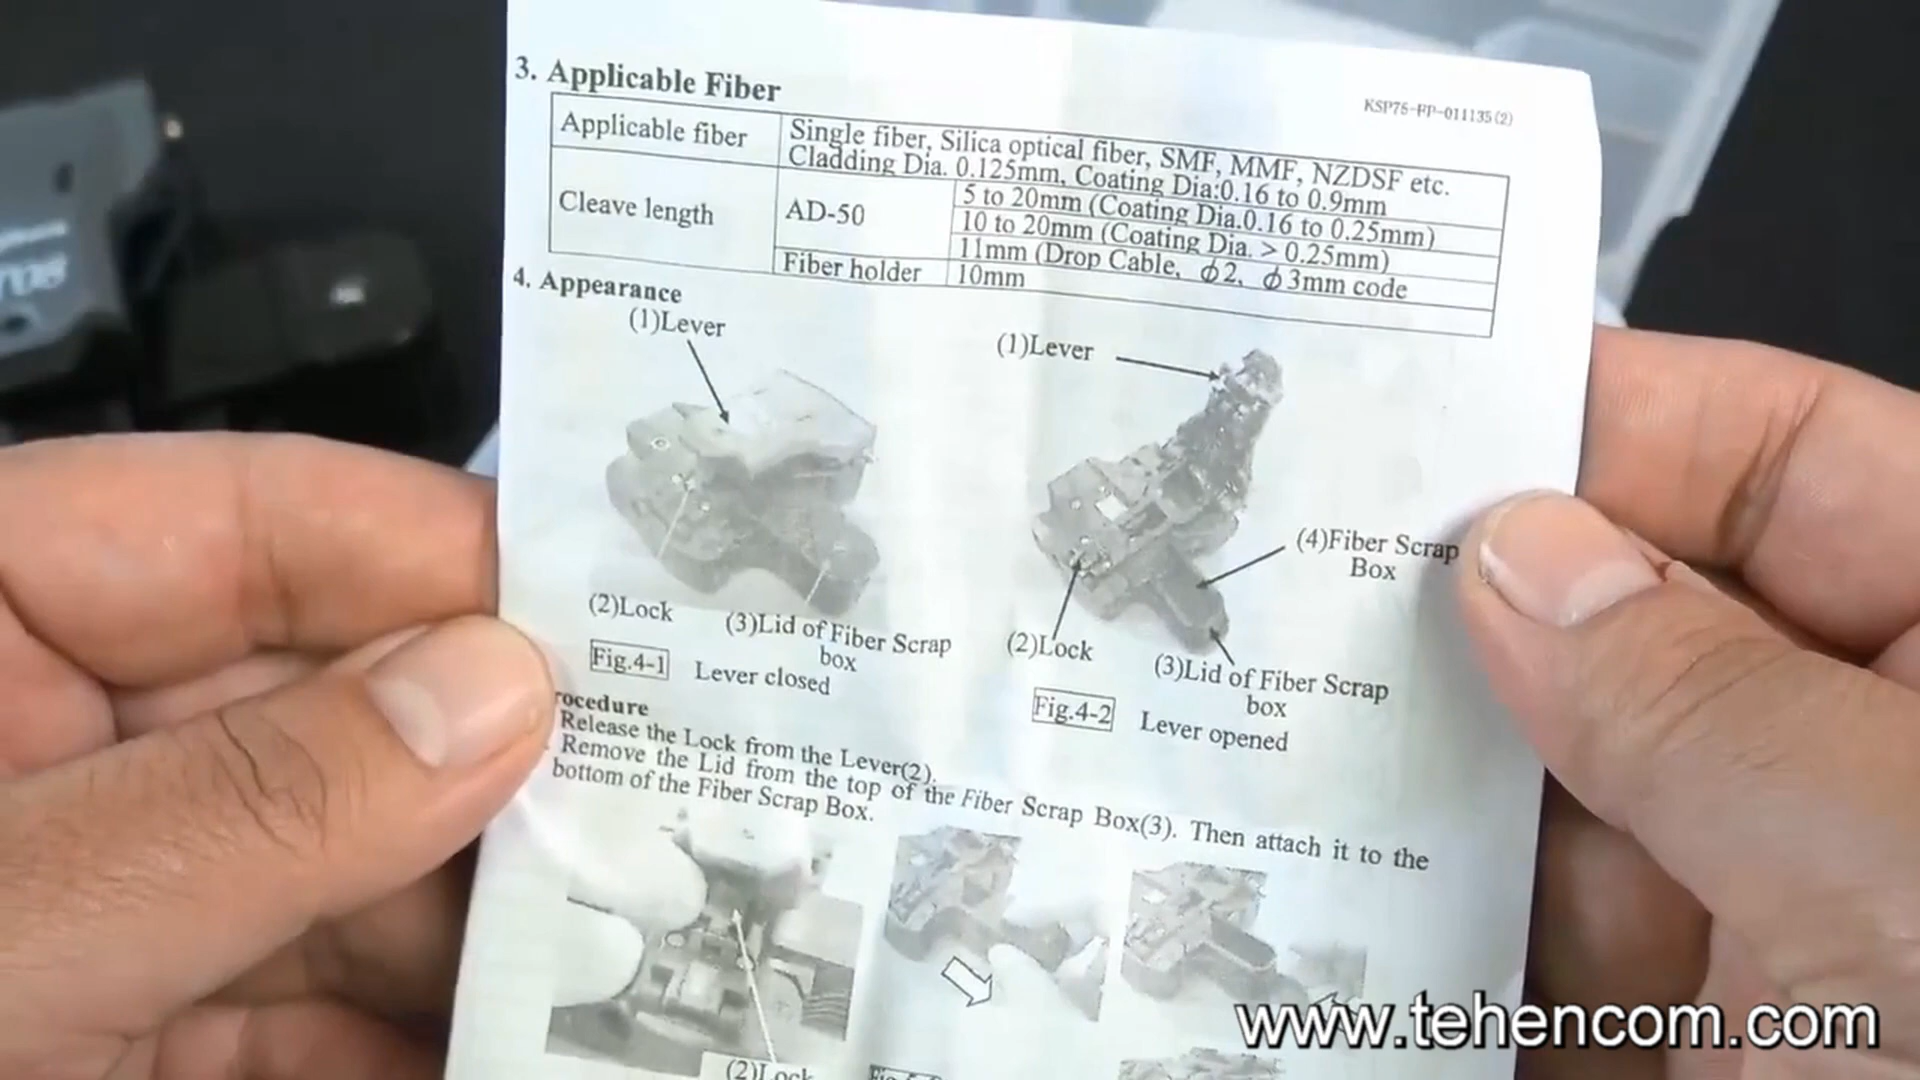 3. Applicable Fiber
KSP75-FP-011135(2)
Applicable fiber
Single fiber, Silica optical fiber, SMF, MMF, NZDSF etc.
Cladding Dia. 0.125mm, Coating Dia:0.16 to 0.9mm
Cleave length
AD-50
5 to 20mm (Coating Dia.0.16 to 0.25mm)
10 to 20mm (Coating Dia. > 0.25mm)
11mm (Drop Cable, ϕ2, ϕ3mm code
Fiber holder
10mm
4. Appearance
(1)Lever
(1)Lever
(4)Fiber Scrap
Box
(2)Lock
(3)Lid of Fiber Scrap
box
Fig.4-1 Lever closed
(2)Lock
(3)Lid of Fiber Scrap
box
Fig.4-2 Lever opened
rocedure
Release the Lock from the Lever(2).
Remove the Lid from the top of the Fiber Scrap Box(3). Then attach it to the
bottom of the Fiber Scrap Box.
(2)Lock
www.tehencom.com